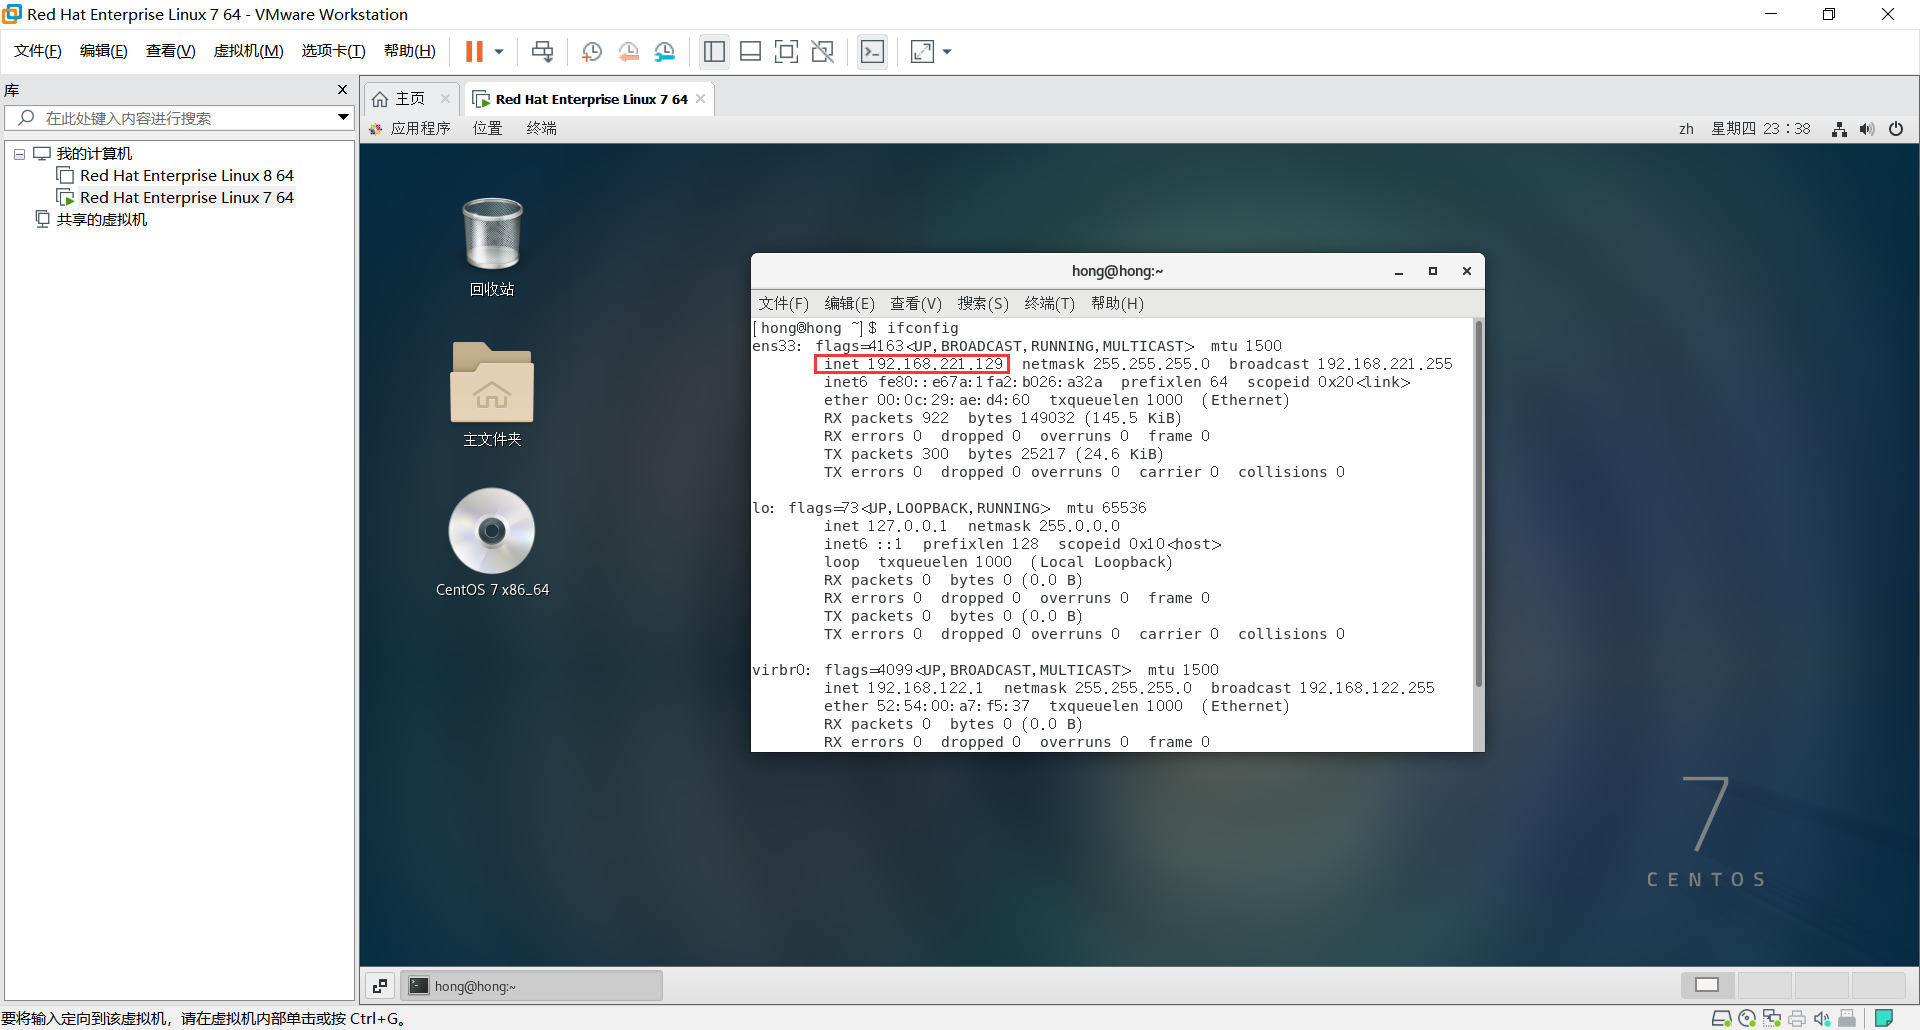 Red Hat Enterprise Linux 7 64 - VMware Workstation
文件(F) 编辑(E) 查看(V) 虚拟机(M) 选项卡(T) 帮助(H)
库
在此处键入内容进行搜索
我的计算机
Red Hat Enterprise Linux 8 64
Red Hat Enterprise Linux 7 64
共享的虚拟机
主页 Red Hat Enterprise Linux 7 64
应用程序 位置 终端 zh 星期四 23:38
回收站
主文件夹
CentOS 7 x86_64
hong@hong:~
文件(F) 编辑(E) 查看(V) 搜索(S) 终端(T) 帮助(H)
[hong@hong ~]$ ifconfig
ens33: flags=4163<UP,BROADCAST,RUNNING,MULTICAST>  mtu 1500
        inet 192.168.221.129  netmask 255.255.255.0  broadcast 192.168.221.255
        inet6 fe80::e67a:1fa2:b026:a32a  prefixlen 64  scopeid 0x20<link>
        ether 00:0c:29:ae:d4:60  txqueuelen 1000  (Ethernet)
        RX packets 922  bytes 149032 (145.5 KiB)
        RX errors 0  dropped 0  overruns 0  frame 0
        TX packets 300  bytes 25217 (24.6 KiB)
        TX errors 0  dropped 0 overruns 0  carrier 0  collisions 0
lo: flags=73<UP,LOOPBACK,RUNNING>  mtu 65536
        inet 127.0.0.1  netmask 255.0.0.0
        inet6 ::1  prefixlen 128  scopeid 0x10<host>
        loop  txqueuelen 1000  (Local Loopback)
        RX packets 0  bytes 0 (0.0 B)
        RX errors 0  dropped 0  overruns 0  frame 0
        TX packets 0  bytes 0 (0.0 B)
        TX errors 0  dropped 0 overruns 0  carrier 0  collisions 0
virbr0: flags=4099<UP,BROADCAST,MULTICAST>  mtu 1500
        inet 192.168.122.1  netmask 255.255.255.0  broadcast 192.168.122.255
        ether 52:54:00:a7:f5:37  txqueuelen 1000  (Ethernet)
        RX packets 0  bytes 0 (0.0 B)
        RX errors 0  dropped 0  overruns 0  frame 0
7
CENTOS
hong@hong:~
要将输入定向到该虚拟机，请在虚拟机内部单击或按 Ctrl+G。